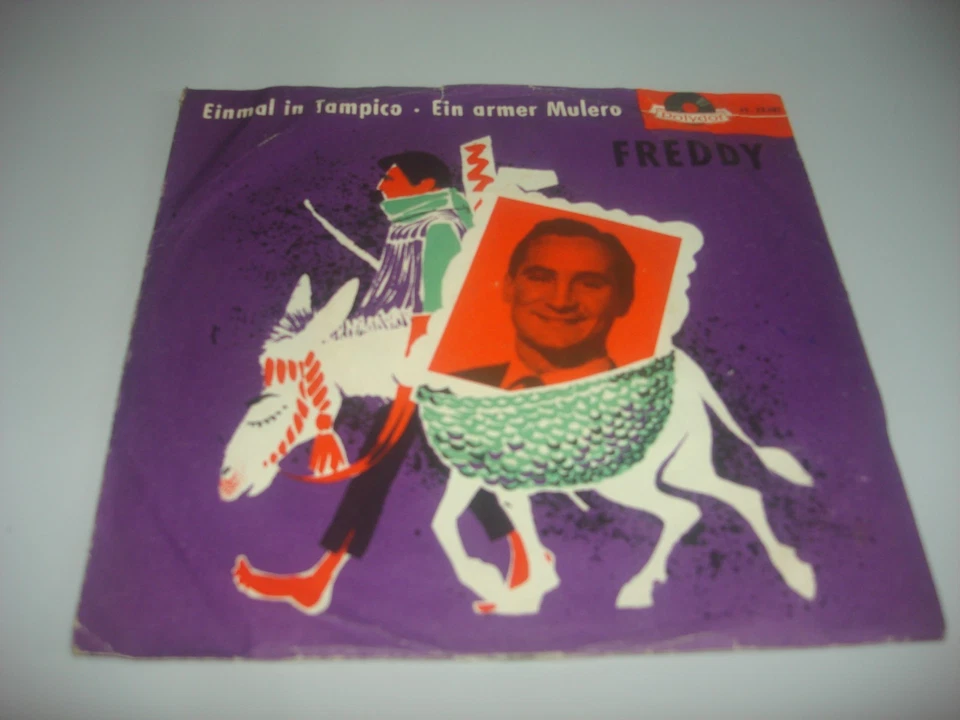 Einmal in Tampico · Ein armer Mulero
Polydor
FREDDY